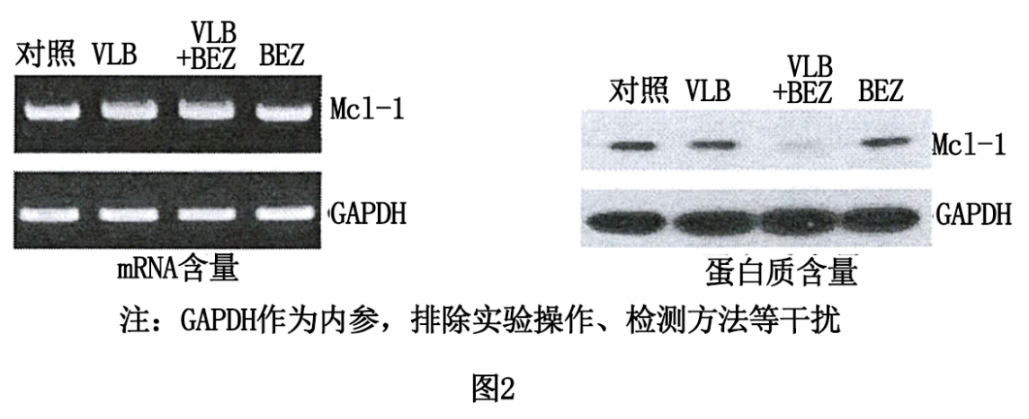 对照 VLB VLB+BEZ BEZ
Mcl-1
GAPDH
mRNA含量
对照 VLB VLB+BEZ BEZ
Mcl-1
GAPDH
蛋白质含量
注：GAPDH作为内参，排除实验操作、检测方法等干扰
图2